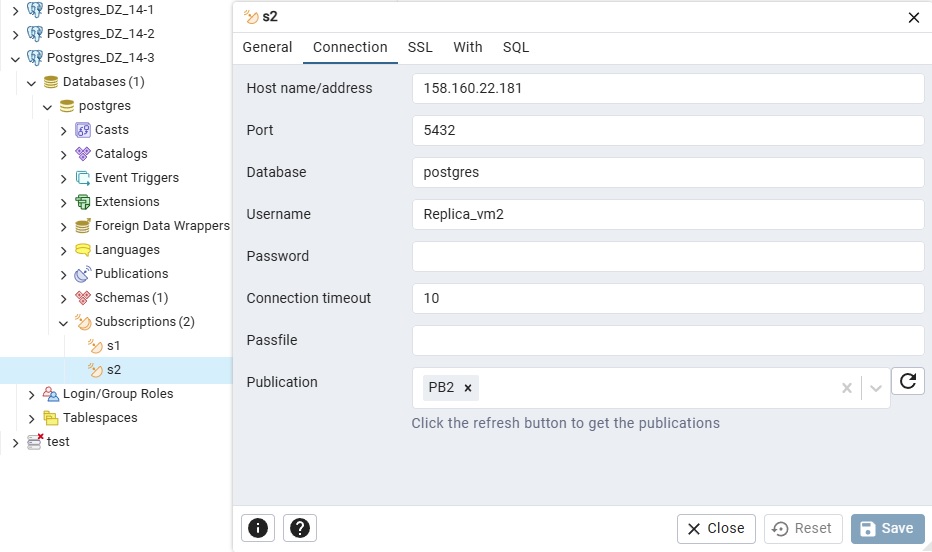 Postgres_DZ_14-1
Postgres_DZ_14-2
Postgres_DZ_14-3
Databases (1)
postgres
Casts
Catalogs
Event Triggers
Extensions
Foreign Data Wrappers
Languages
Publications
Schemas (1)
Subscriptions (2)
s1
s2
Login/Group Roles
Tablespaces
test
s2
General Connection SSL With SQL
Host name/address 158.160.22.181
Port 5432
Database postgres
Username Replica_vm2
Password
Connection timeout 10
Passfile
Publication PB2
Click the refresh button to get the publications
Close Reset Save